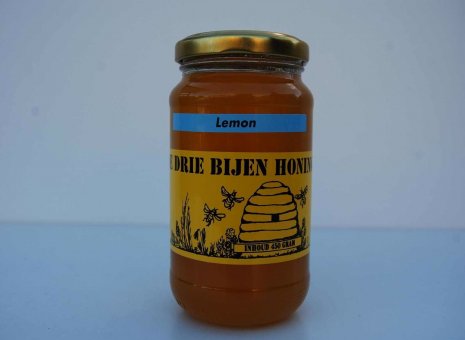 Lemon
E DRIE BIJEN HONIN
INHOUD 450 GRAM